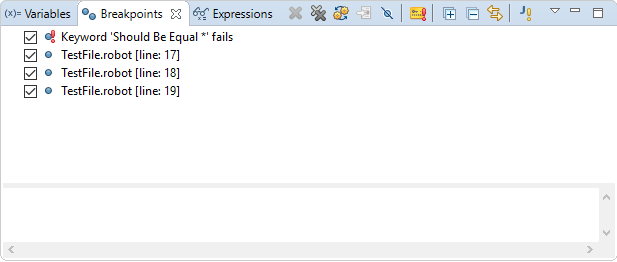 (x)= Variables Breakpoints Expressions
Keyword 'Should Be Equal *' fails
TestFile.robot [line: 17]
TestFile.robot [line: 18]
TestFile.robot [line: 19]